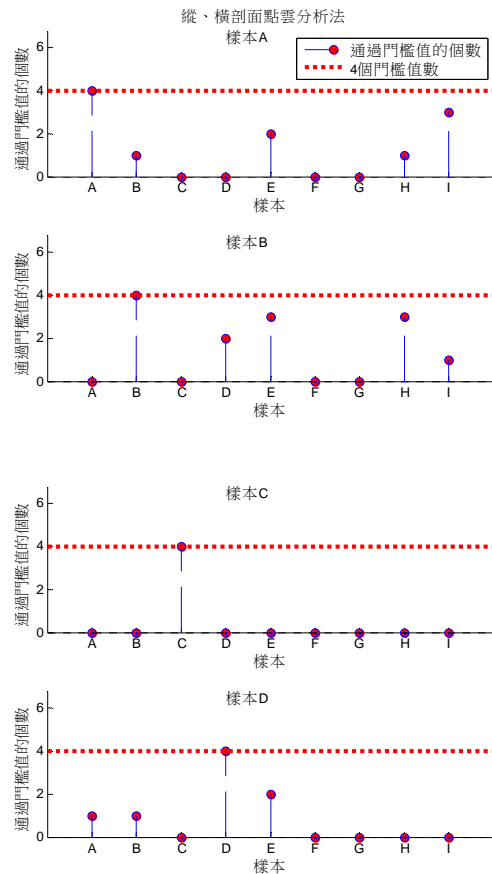 縱、橫剖面點雲分析法
樣本A
通過門檻值的個數
4個門檻值數
通過門檻值的個數
6
4
2
0
A B C D E F G H I
樣本
樣本B
通過門檻值的個數
6
4
2
0
A B C D E F G H I
樣本
樣本C
通過門檻值的個數
6
4
2
0
A B C D E F G H I
樣本
樣本D
通過門檻值的個數
6
4
2
0
A B C D E F G H I
樣本